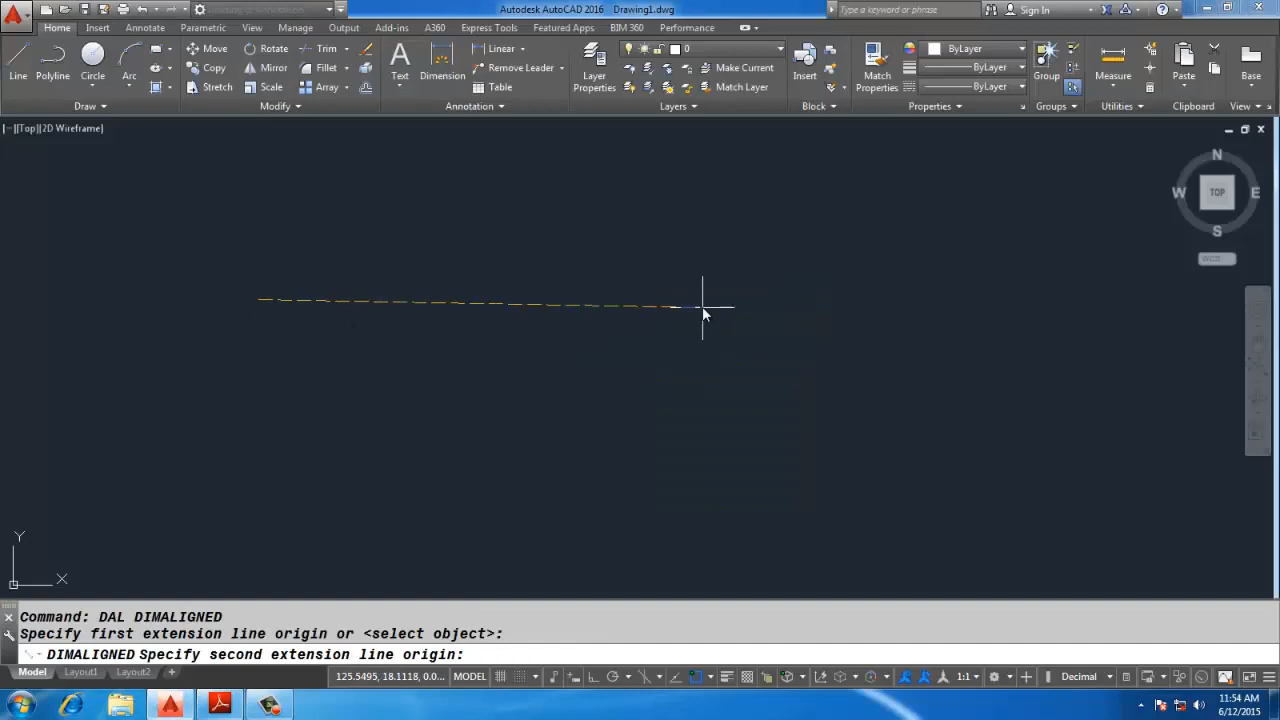 Autodesk AutoCAD 2016 Drawing1.dwg
Type a keyword or phrase
Sign In
Home Insert Annotate Parametric View Manage Output Add-ins A360 Express Tools Featured Apps BIM 360 Performance
Line Polyline Circle Arc
Move Rotate Trim
Copy Mirror Fillet
Stretch Scale Array
Text Dimension
Linear
Remove Leader
Table
Layer Properties
0
Make Current
Match Layer
Insert
Match Properties
ByLayer
ByLayer
ByLayer
Group
Measure
Paste
Base
Draw Modify Annotation Layers Block Properties Groups Utilities Clipboard View
[−][Top][2D Wireframe]
N
W TOP E
S
WCS
Y
X
Command: DAL DIMALIGNED
Specify first extension line origin or <select object>:
DIMALIGNED Specify second extension line origin:
Model Layout1 Layout2 +
125.5495, 18.1118, 0.0... MODEL 1:1 Decimal
11:54 AM
6/12/2015